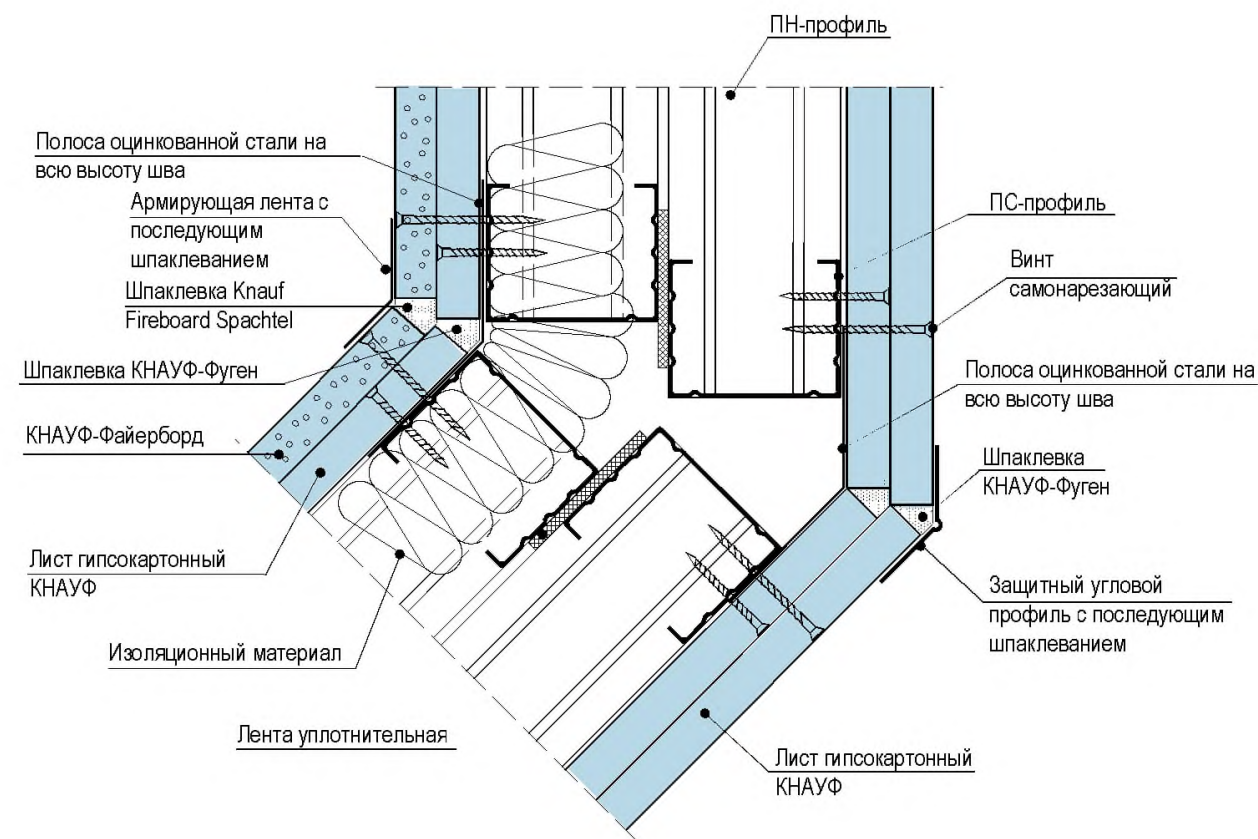 ПН-профиль
Полоса оцинкованной стали на
всю высоту шва
Армирующая лента с
последующим
шпаклеванием
Шпаклевка Knauf
Fireboard Spachtel
Шпаклевка КНАУФ-Фуген
КНАУФ-Файерборд
Лист гипсокартонный
КНАУФ
Изоляционный материал
Лента уплотнительная
ПС-профиль
Винт
самонарезающий
Полоса оцинкованной стали на
всю высоту шва
Шпаклевка
КНАУФ-Фуген
Защитный угловой
профиль с последующим
шпаклеванием
Лист гипсокартонный
КНАУФ